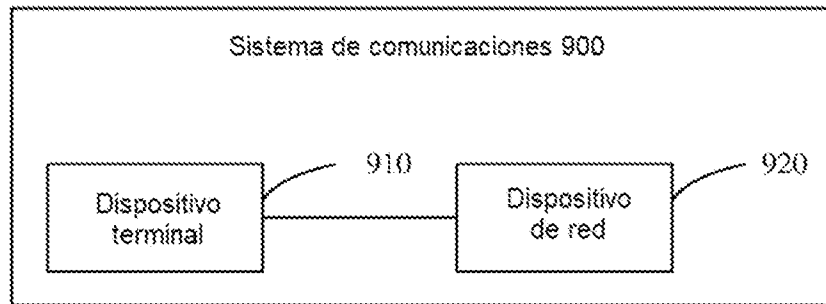 Sistema de comunicaciones 900
910
920
Dispositivo
terminal
Dispositivo
de red